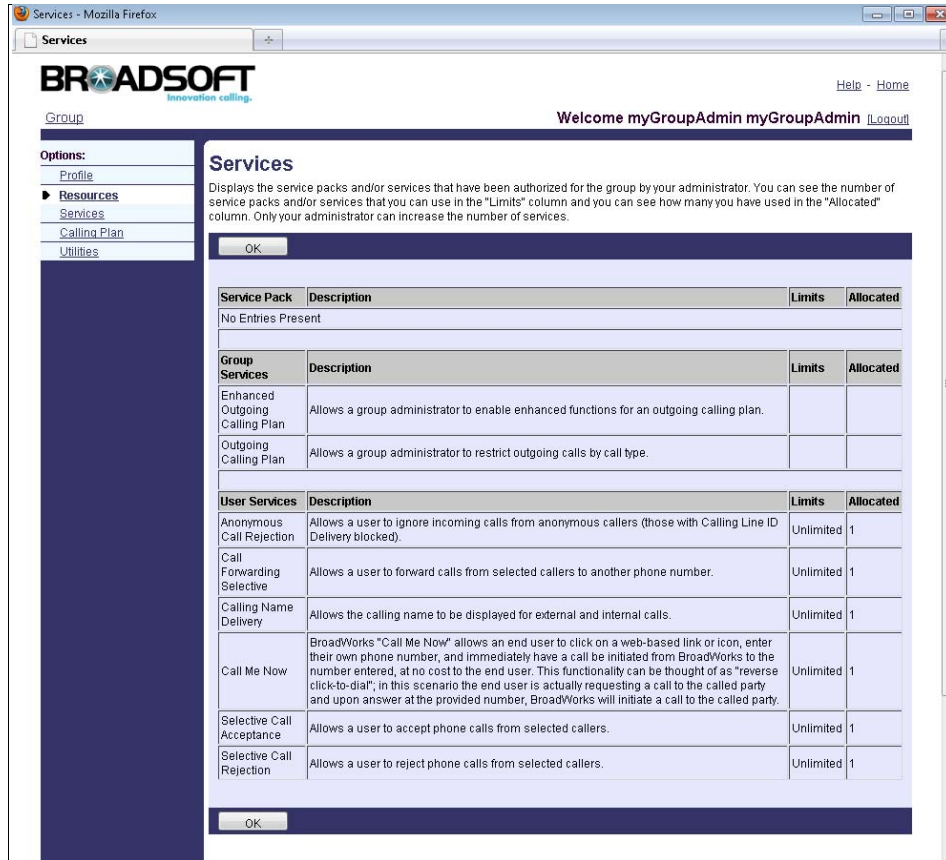 Services - Mozilla Firefox
Services
BROADSOFT
Innovation calling.
Help - Home
Group
Welcome myGroupAdmin myGroupAdmin [Logout]
Options:
Profile
Resources
Services
Calling Plan
Utilities
Services
Displays the service packs and/or services that have been authorized for the group by your administrator. You can see the number of
service packs and/or services that you can use in the "Limits" column and you can see how many you have used in the "Allocated"
column. Only your administrator can increase the number of services.
OK
Service Pack Description Limits Allocated
No Entries Present
Group
Services
Description Limits Allocated
Enhanced
Outgoing
Calling Plan
Allows a group administrator to enable enhanced functions for an outgoing calling plan.
Outgoing
Calling Plan
Allows a group administrator to restrict outgoing calls by call type.
User Services Description Limits Allocated
Anonymous
Call Rejection
Allows a user to ignore incoming calls from anonymous callers (those with Calling Line ID
Delivery blocked).
Unlimited 1
Call
Forwarding
Selective
Allows a user to forward calls from selected callers to another phone number.
Unlimited 1
Calling Name
Delivery
Allows the calling name to be displayed for external and internal calls.
Unlimited 1
Call Me Now
BroadWorks "Call Me Now" allows an end user to click on a web-based link or icon, enter
their own phone number, and immediately have a call be initiated from BroadWorks to the
number entered, at no cost to the end user. This functionality can be thought of as "reverse
click-to-dial"; in this scenario the end user is actually requesting a call to the called party
and upon answer at the provided number, BroadWorks will initiate a call to the called party.
Unlimited 1
Selective Call
Acceptance
Allows a user to accept phone calls from selected callers.
Unlimited 1
Selective Call
Rejection
Allows a user to reject phone calls from selected callers.
Unlimited 1
OK